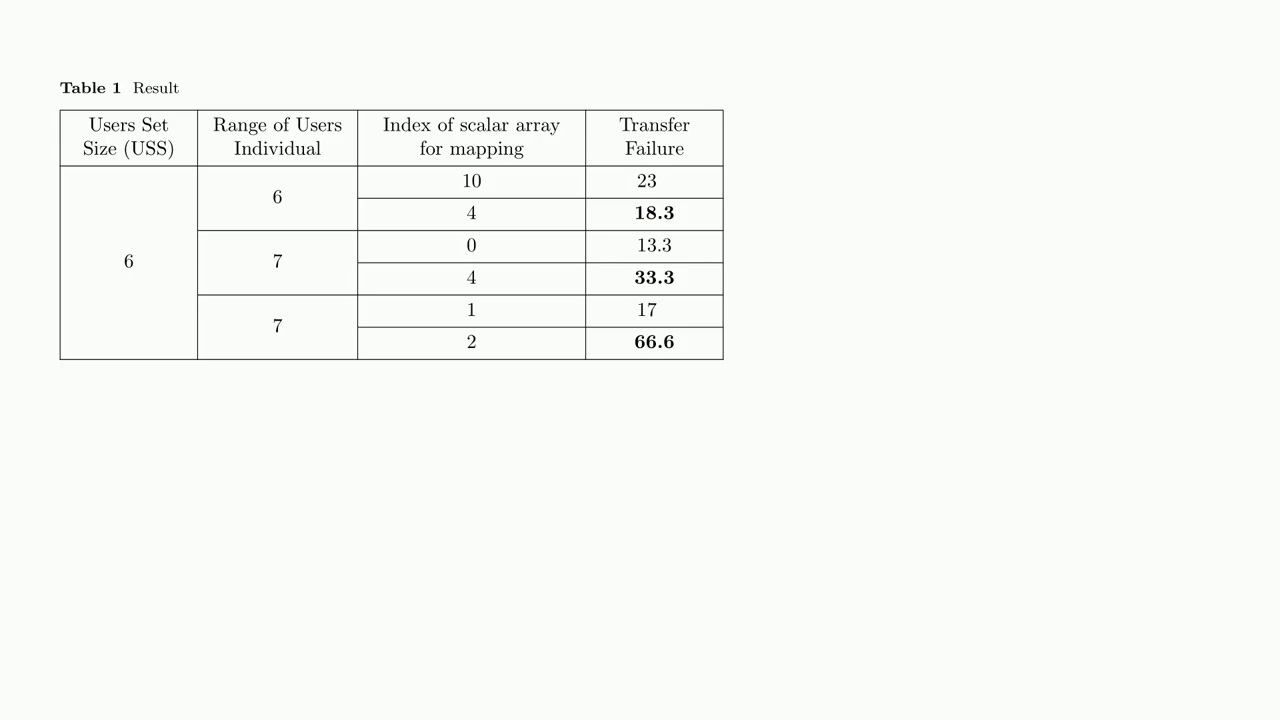 Table 1 Result
Users Set Size (USS) Range of Users Individual Index of scalar array for mapping Transfer Failure
6 6 10 23
4 18.3
7 0 13.3
4 33.3
7 1 17
2 66.6